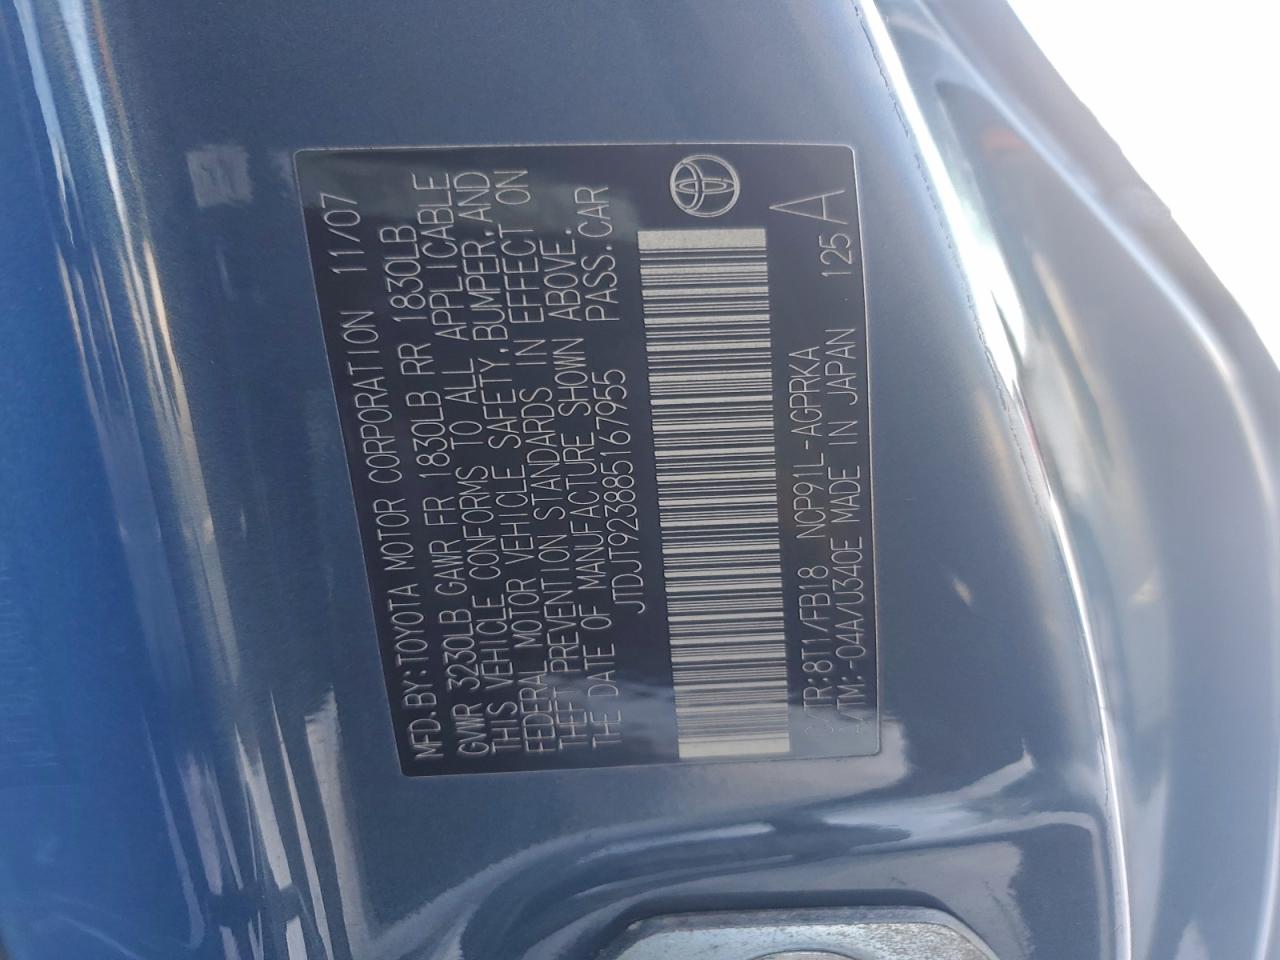 MFD.BY:TOYOTA MOTOR CORPORATION 11/07
GVWR 3230LB GAWR FR 1830LB RR 1830LB
THIS VEHICLE CONFORMS TO ALL APPLICABLE
FEDERAL MOTOR VEHICLE SAFETY,BUMPER,AND
THEFT PREVENTION STANDARDS IN EFFECT ON
THE DATE OF MANUFACTURE SHOWN ABOVE.
JTDJT923885167955 PASS.CAR
C/TR:8T1/FB18 NCP91L-AGPRKA A
A/TM:-04A/U340E MADE IN JAPAN 125